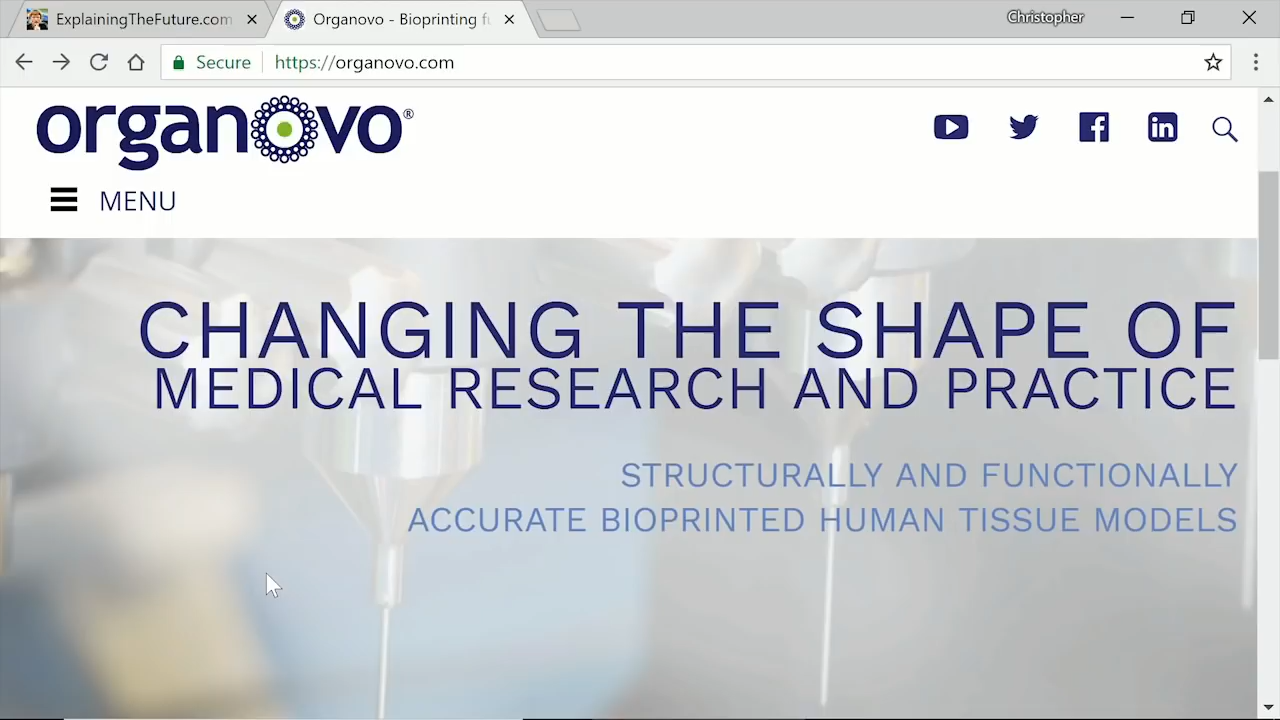 ExplainingTheFuture.com
Organovo - Bioprinting fu
Christopher
Secure
https://organovo.com
organovo®
MENU
CHANGING THE SHAPE OF
MEDICAL RESEARCH AND PRACTICE
STRUCTURALLY AND FUNCTIONALLY
ACCURATE BIOPRINTED HUMAN TISSUE MODELS